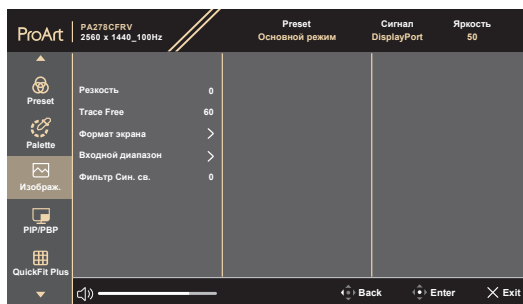 ProArt
PA278CFRV
2560 x 1440_100Hz
Preset
Основной режим
Сигнал
DisplayPort
Яркость
50
Preset
Palette
Изображ.
PIP/PBP
QuickFit Plus
Резкость 0
Trace Free 60
Формат экрана
Входной диапазон
Фильтр Син. св. 0
Back
Enter
Exit